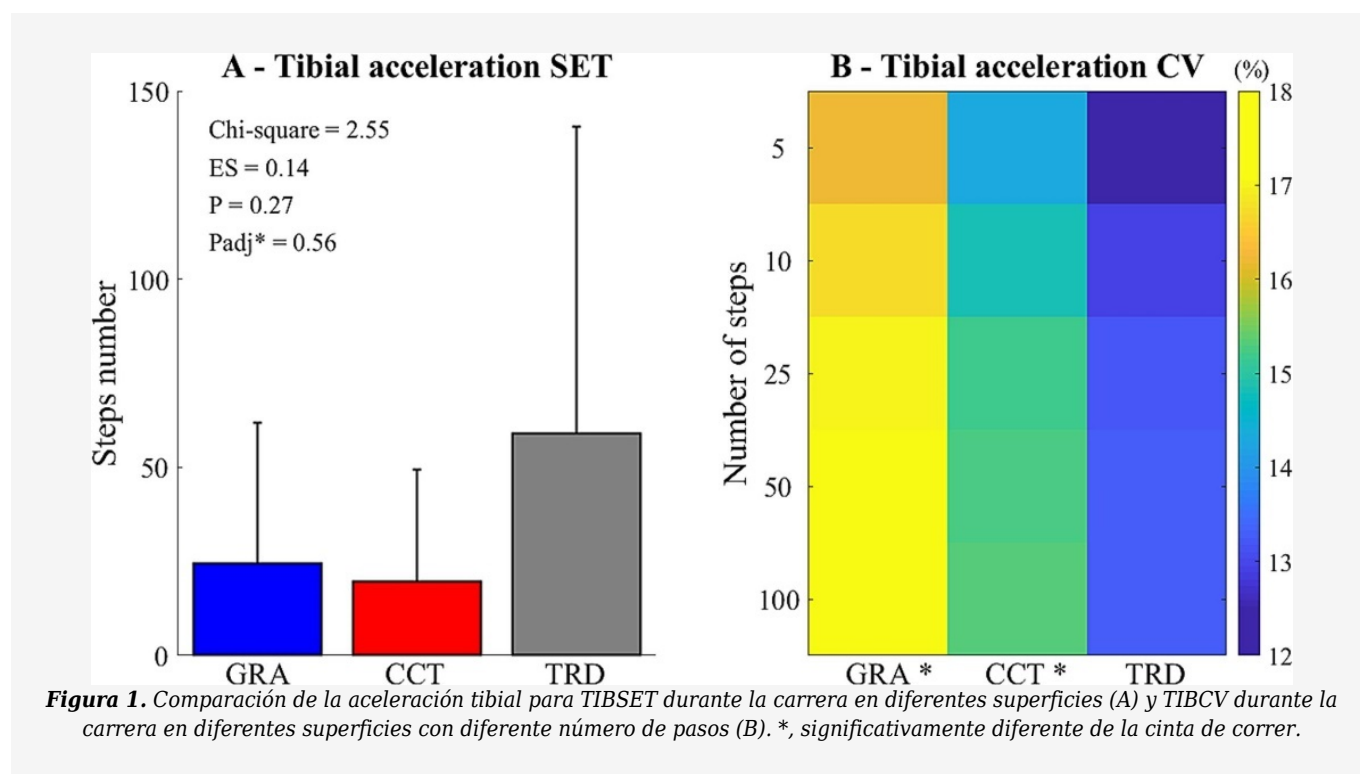 A - Tibial acceleration SET
150
100
50
0
Steps number
Chi-square = 2.55
ES = 0.14
P = 0.27
Padj* = 0.56
GRA CCT TRD
B - Tibial acceleration CV (%)
Number of steps
5
10
25
50
100
GRA * CCT * TRD
18
17
16
15
14
13
12
Figura 1. Comparación de la aceleración tibial para TIBSET durante la carrera en diferentes superficies (A) y TIBCV durante la
carrera en diferentes superficies con diferente número de pasos (B). *, significativamente diferente de la cinta de correr.